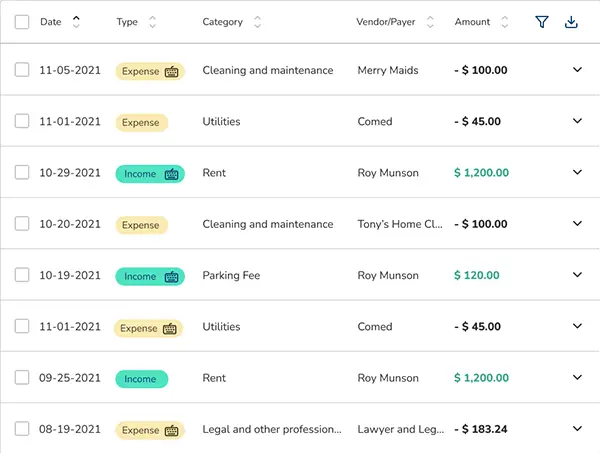 Date Type Category Vendor/Payer Amount
11-05-2021 Expense Cleaning and maintenance Merry Maids - $ 100.00
11-01-2021 Expense Utilities Comed - $ 45.00
10-29-2021 Income Rent Roy Munson $ 1,200.00
10-20-2021 Expense Cleaning and maintenance Tony's Home Cl... - $ 100.00
10-19-2021 Income Parking Fee Roy Munson $ 120.00
11-01-2021 Expense Utilities Comed - $ 45.00
09-25-2021 Income Rent Roy Munson $ 1,200.00
08-19-2021 Expense Legal and other profession... Lawyer and Leg... - $ 183.24